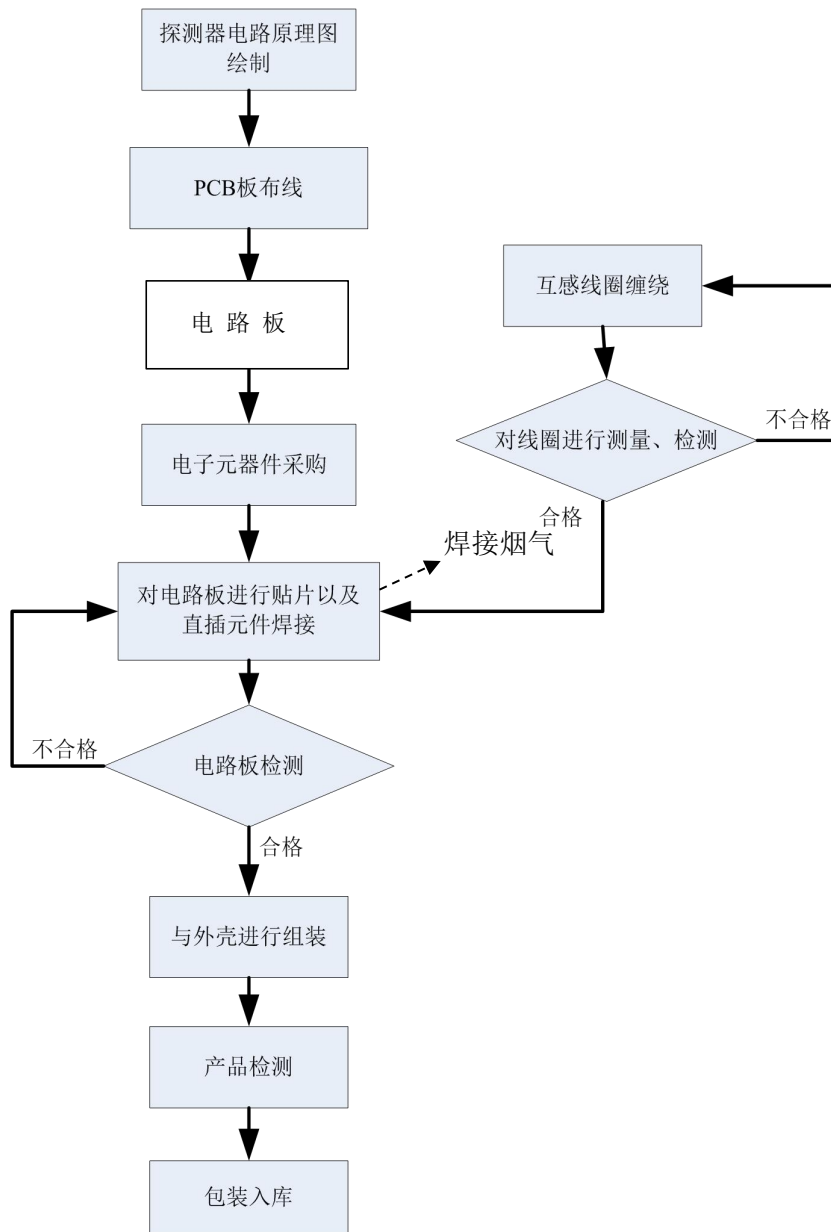 探测器电路原理图
绘制
PCB板布线
电 路 板
互感线圈缠绕
对线圈进行测量、检测
不合格
合格
电子元器件采购
焊接烟气
对电路板进行贴片以及
直插元件焊接
不合格
电路板检测
合格
与外壳进行组装
产品检测
包装入库